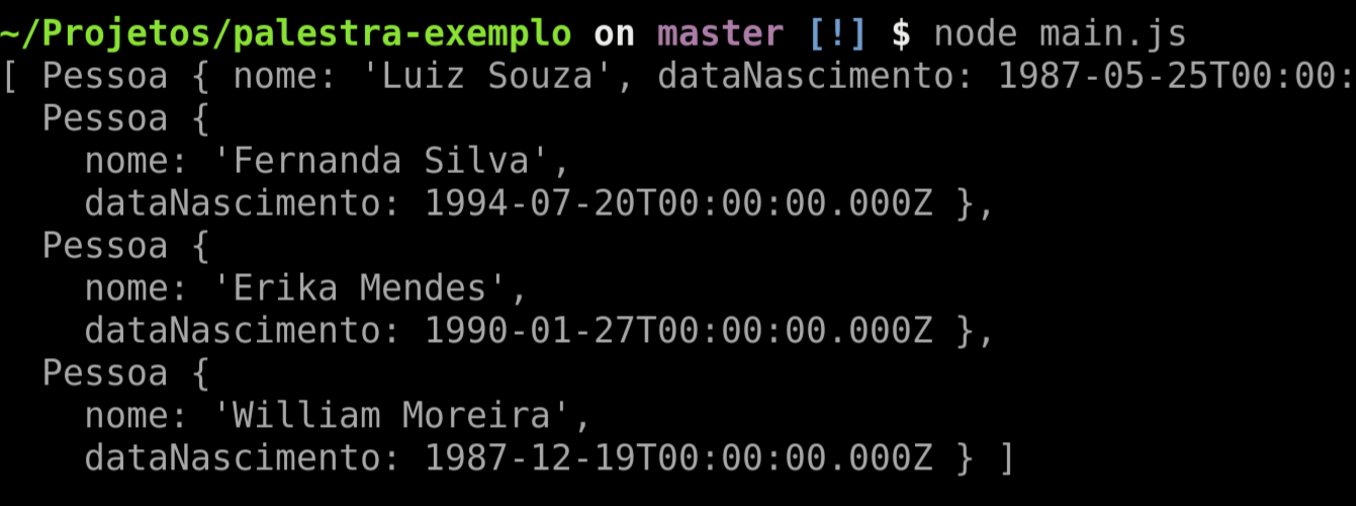 ~/Projetos/palestra-exemplo on master [!] $ node main.js
[ Pessoa { nome: 'Luiz Souza', dataNascimento: 1987-05-25T00:00:
  Pessoa {
    nome: 'Fernanda Silva',
    dataNascimento: 1994-07-20T00:00:00.000Z },
  Pessoa {
    nome: 'Erika Mendes',
    dataNascimento: 1990-01-27T00:00:00.000Z },
  Pessoa {
    nome: 'William Moreira',
    dataNascimento: 1987-12-19T00:00:00.000Z } ]